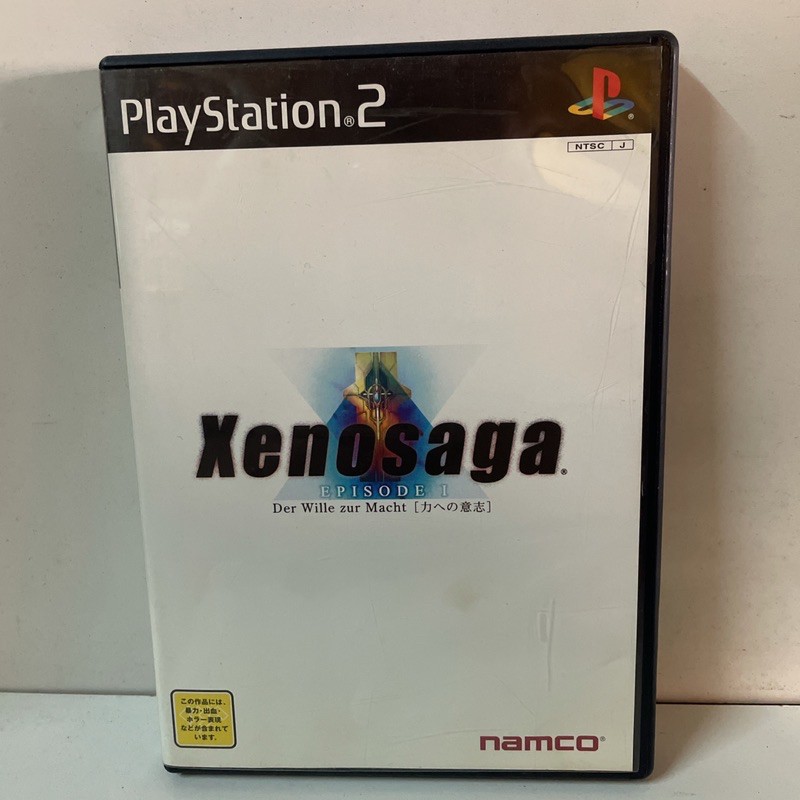 PlayStation®2
NTSC J
Xenosaga®
EPISODE I
Der Wille zur Macht [力への意志]
この作品には、
暴力・出血・
ホラー表現
などが含まれて
います。
namco®